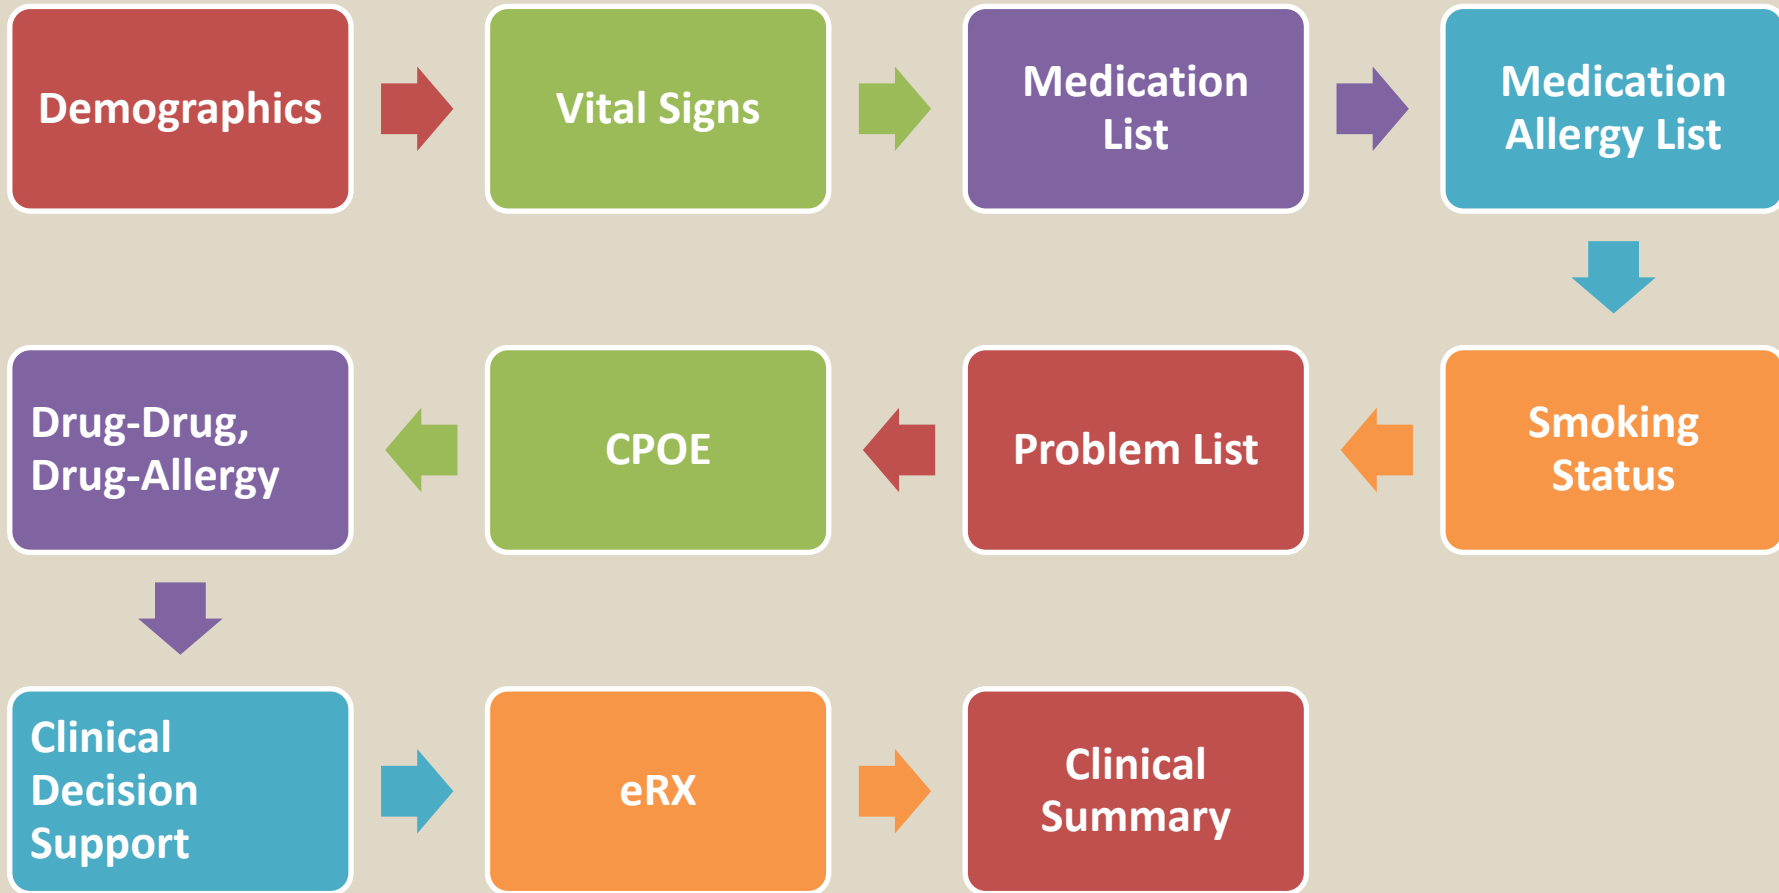 Demographics
Vital Signs
Medication
List
Medication
Allergy List
Smoking
Status
Problem List
CPOE
Drug-Drug,
Drug-Allergy
Clinical
Decision
Support
eRX
Clinical
Summary